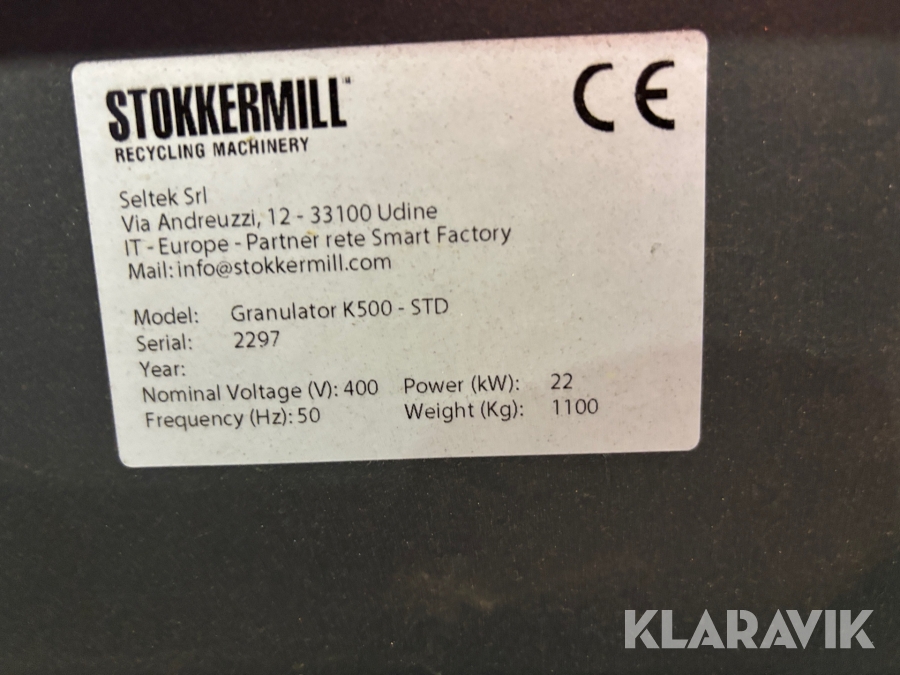 STOKKERMILL™
RECYCLING MACHINERY
CE
Seltek Srl
Via Andreuzzi, 12 - 33100 Udine
IT - Europe - Partner rete Smart Factory
Mail: info@stokkermill.com
Model: Granulator K500 - STD
Serial: 2297
Year:
Nominal Voltage (V): 400 Power (kW): 22
Frequency (Hz): 50 Weight (Kg): 1100
KLARAVIK